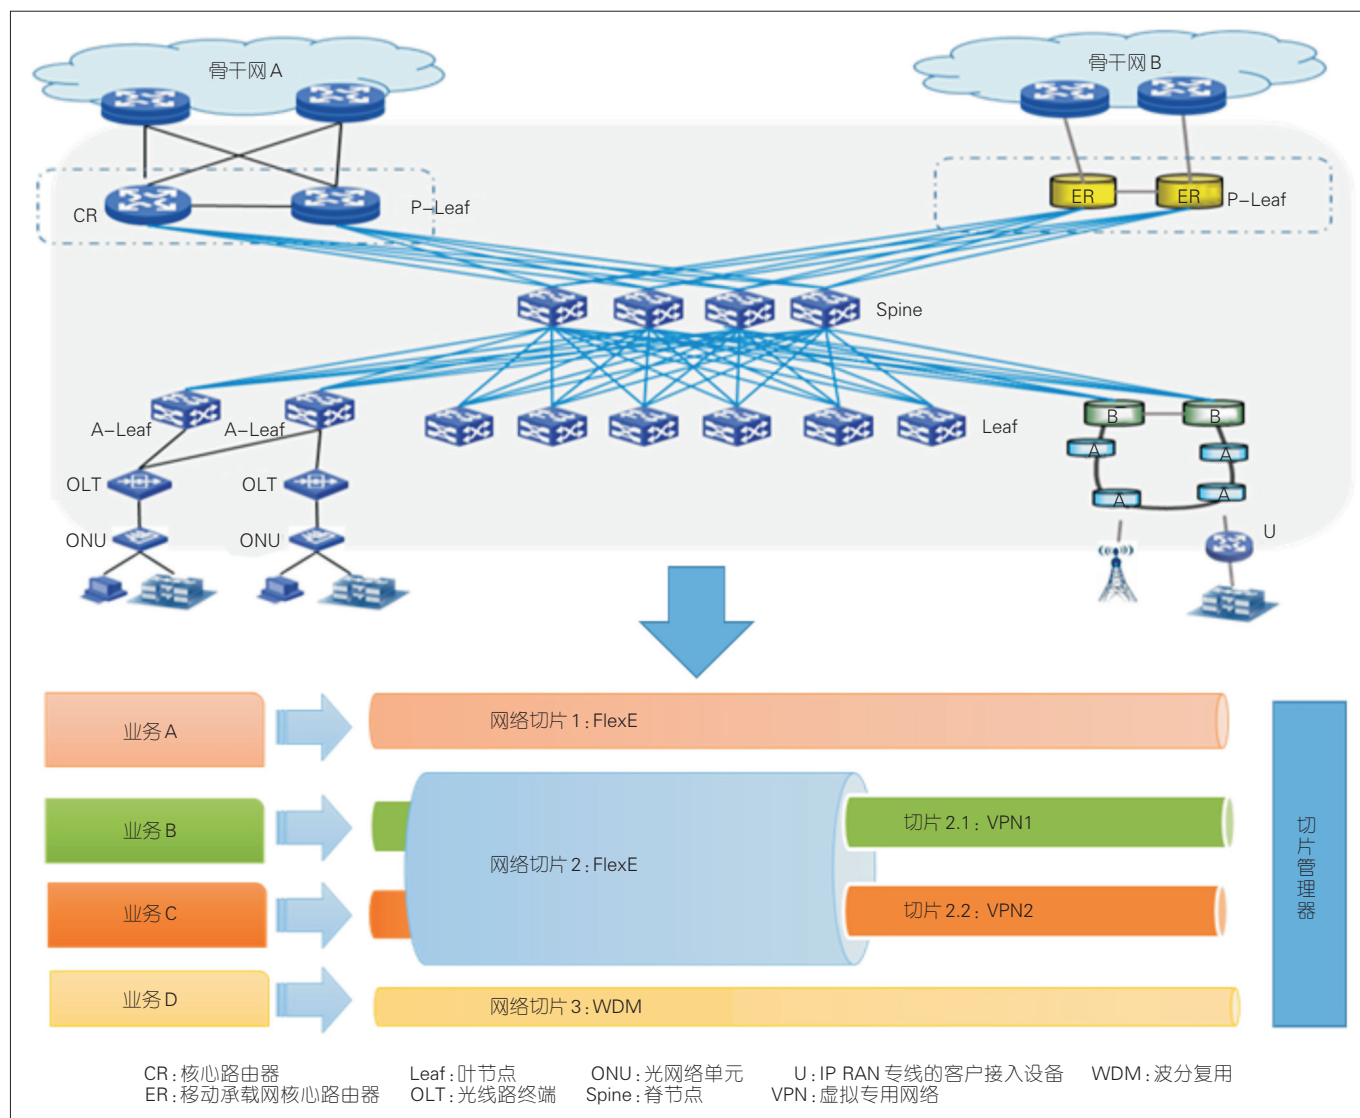 骨干网A
骨干网B
CR
P-Leaf
ER
ER
P-Leaf
Spine
A-Leaf
A-Leaf
Leaf
B
B
A
A
A
A
OLT
OLT
ONU
ONU
U
业务A
网络切片1:FlexE
业务B
切片2.1: VPN1
网络切片2:FlexE
业务C
切片2.2: VPN2
业务D
网络切片3:WDM
切片管理器
CR:核心路由器 Leaf:叶节点 ONU:光网络单元 U:IP RAN专线的客户接入设备 WDM:波分复用
ER:移动承载网核心路由器 OLT:光线路终端 Spine:脊节点 VPN:虚拟专用网络